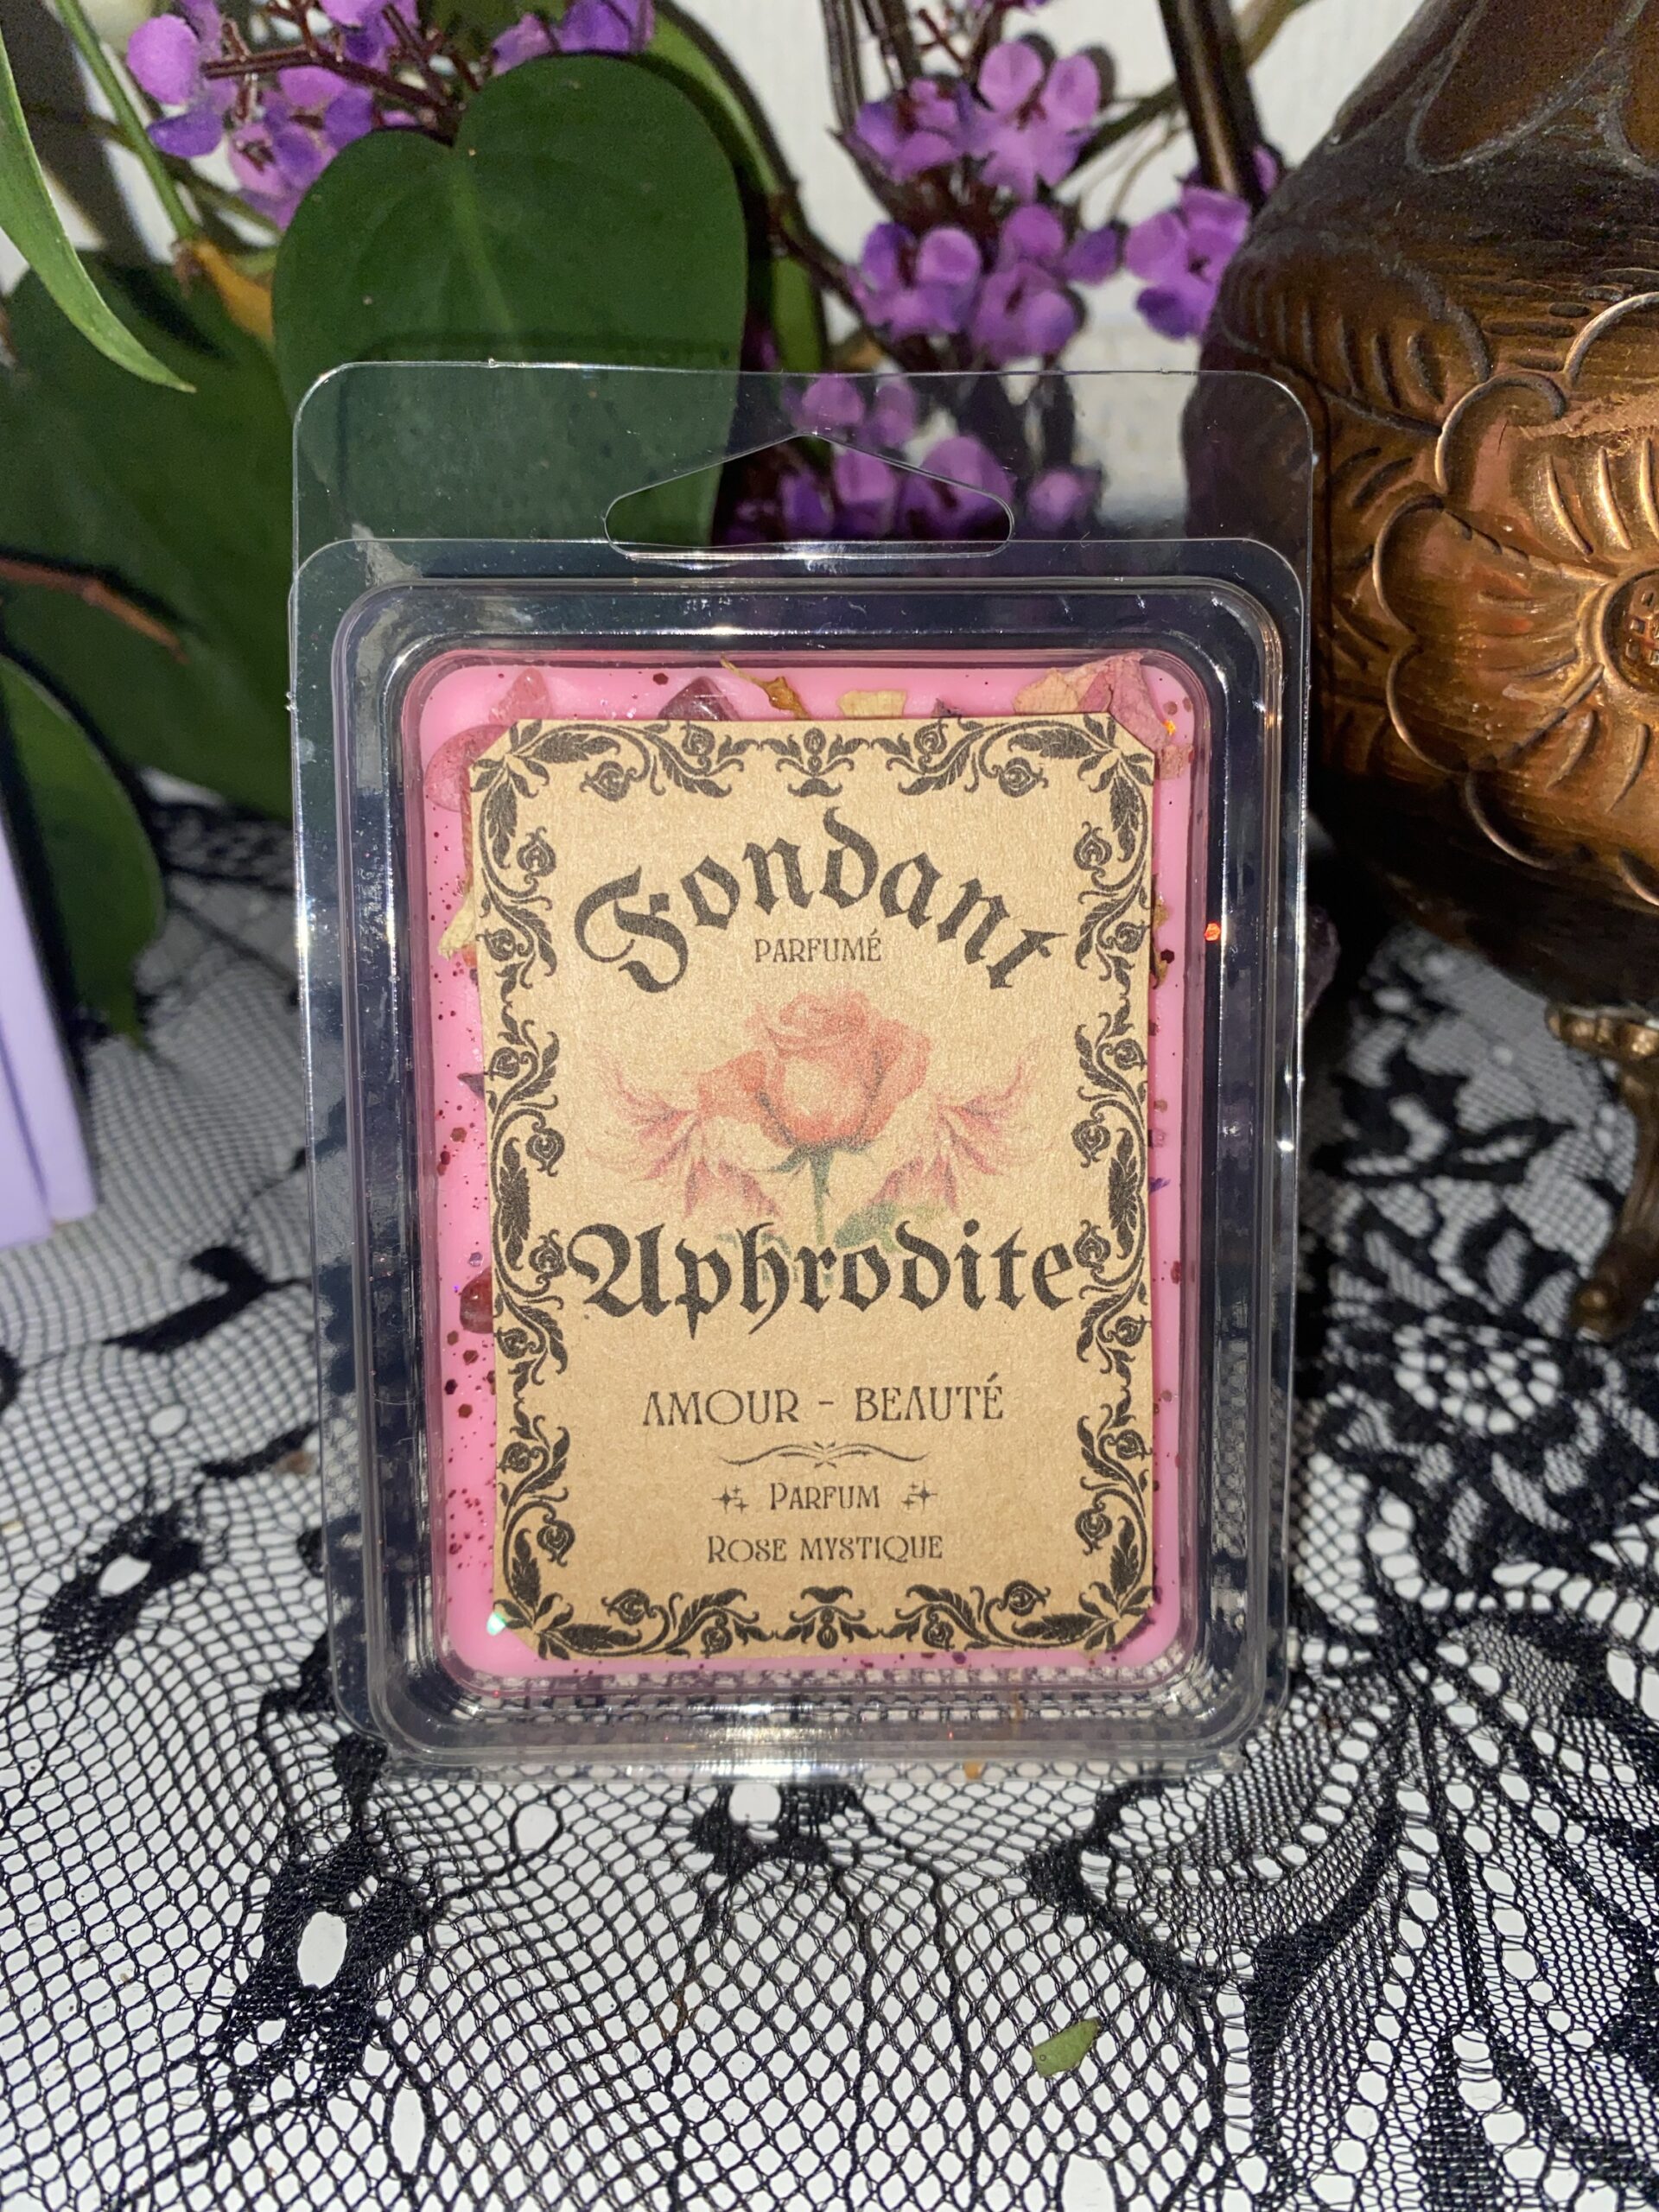 Fondant
PARFUMÉ
Aphrodite
AMOUR - BEAUTÉ
PARFUM
ROSE MYSTIQUE